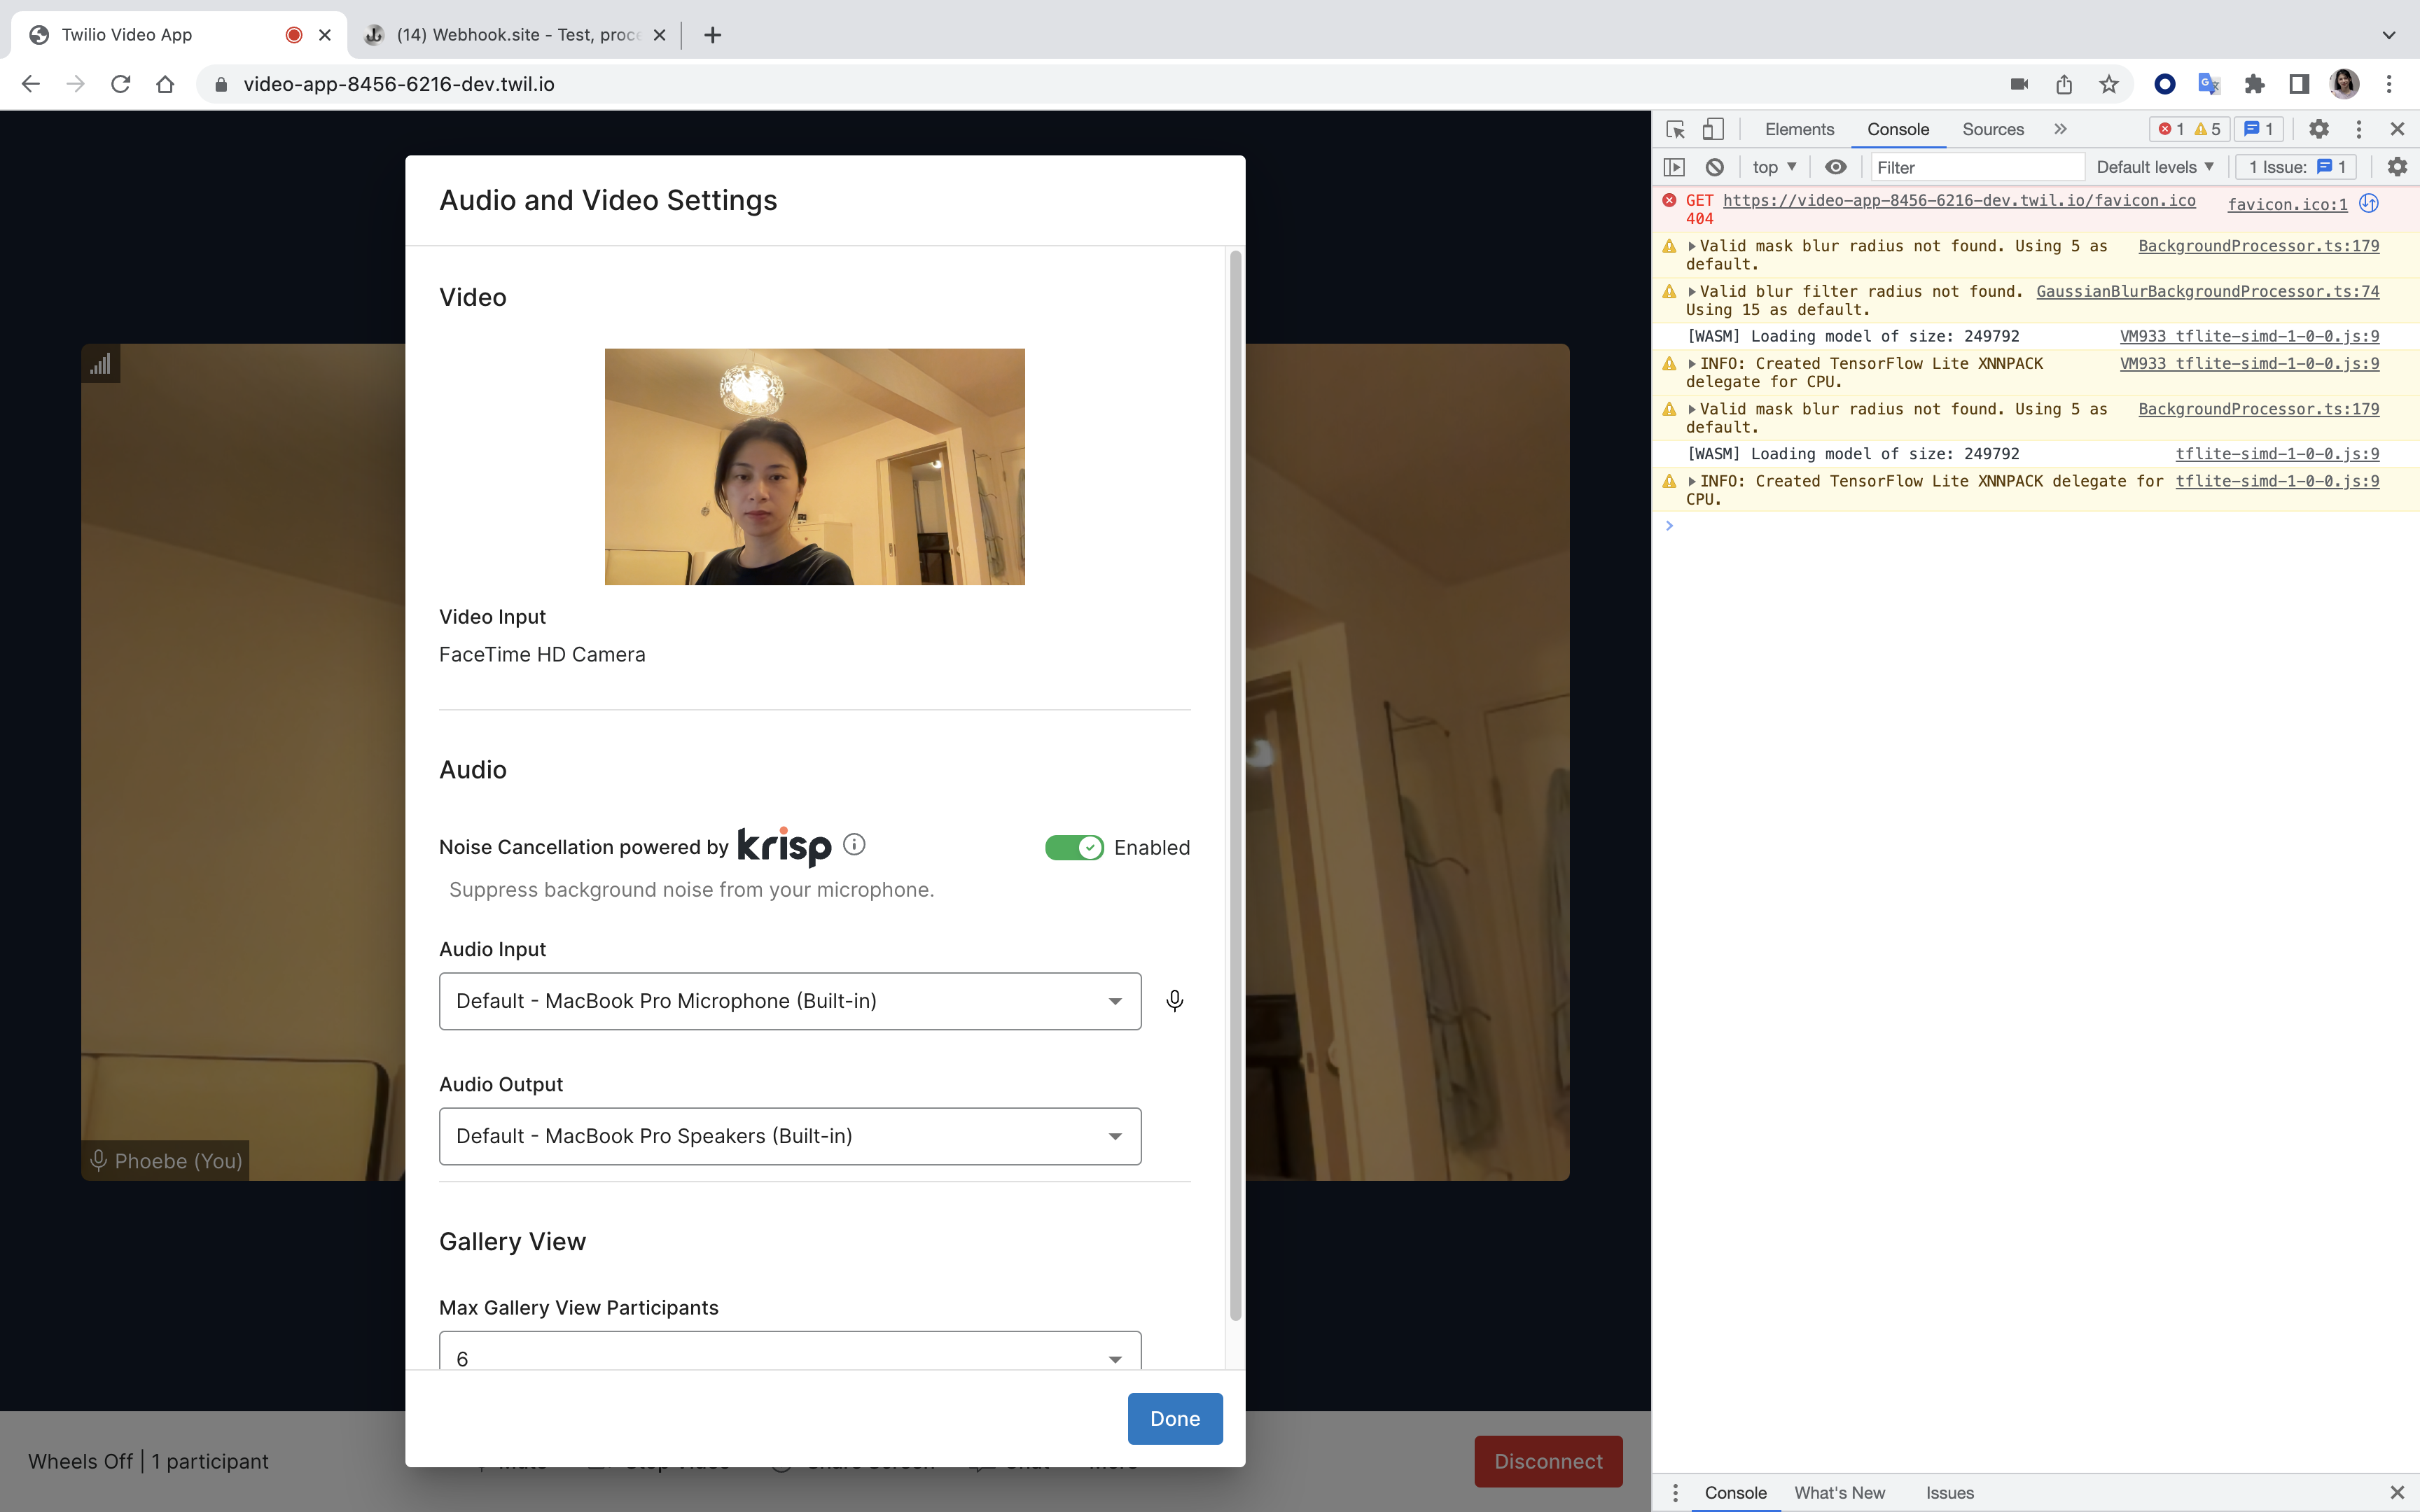 Twilio Video App
(14) Webhook.site - Test, proc
video-app-8456-6216-dev.twil.io
Audio and Video Settings
Video
Video Input
FaceTime HD Camera
Audio
Noise Cancellation powered by krisp
Enabled
Suppress background noise from your microphone.
Audio Input
Default - MacBook Pro Microphone (Built-in)
Audio Output
Default - MacBook Pro Speakers (Built-in)
Gallery View
Max Gallery View Participants
6
Done
Phoebe (You)
Wheels Off | 1 participant
Disconnect
Elements Console Sources 1 5 1
top Filter Default levels 1 Issue: 1
GET https://video-app-8456-6216-dev.twil.io/favicon.ico favicon.ico:1
404
Valid mask blur radius not found. Using 5 as BackgroundProcessor.ts:179
default.
Valid blur filter radius not found. GaussianBlurBackgroundProcessor.ts:74
Using 15 as default.
[WASM] Loading model of size: 249792 VM933 tflite-simd-1-0-0.js:9
INFO: Created TensorFlow Lite XNNPACK VM933 tflite-simd-1-0-0.js:9
delegate for CPU.
Valid mask blur radius not found. Using 5 as BackgroundProcessor.ts:179
default.
[WASM] Loading model of size: 249792 tflite-simd-1-0-0.js:9
INFO: Created TensorFlow Lite XNNPACK delegate for tflite-simd-1-0-0.js:9
CPU.
Console What's New Issues